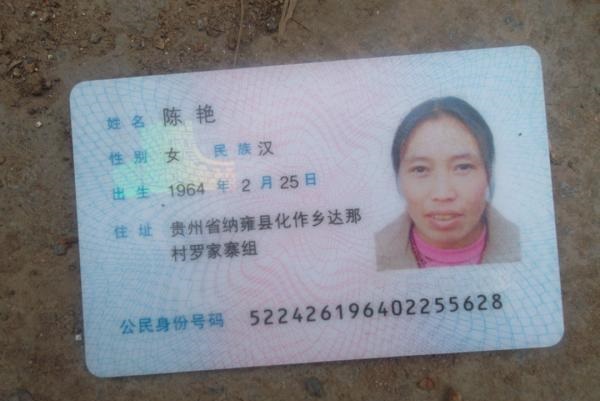 姓名 陈艳
性别 女 民族 汉
出生 1964 年 2 月 25 日
住址 贵州省纳雍县化作乡达那
村罗家寨组
公民身份号码 522426196402255628